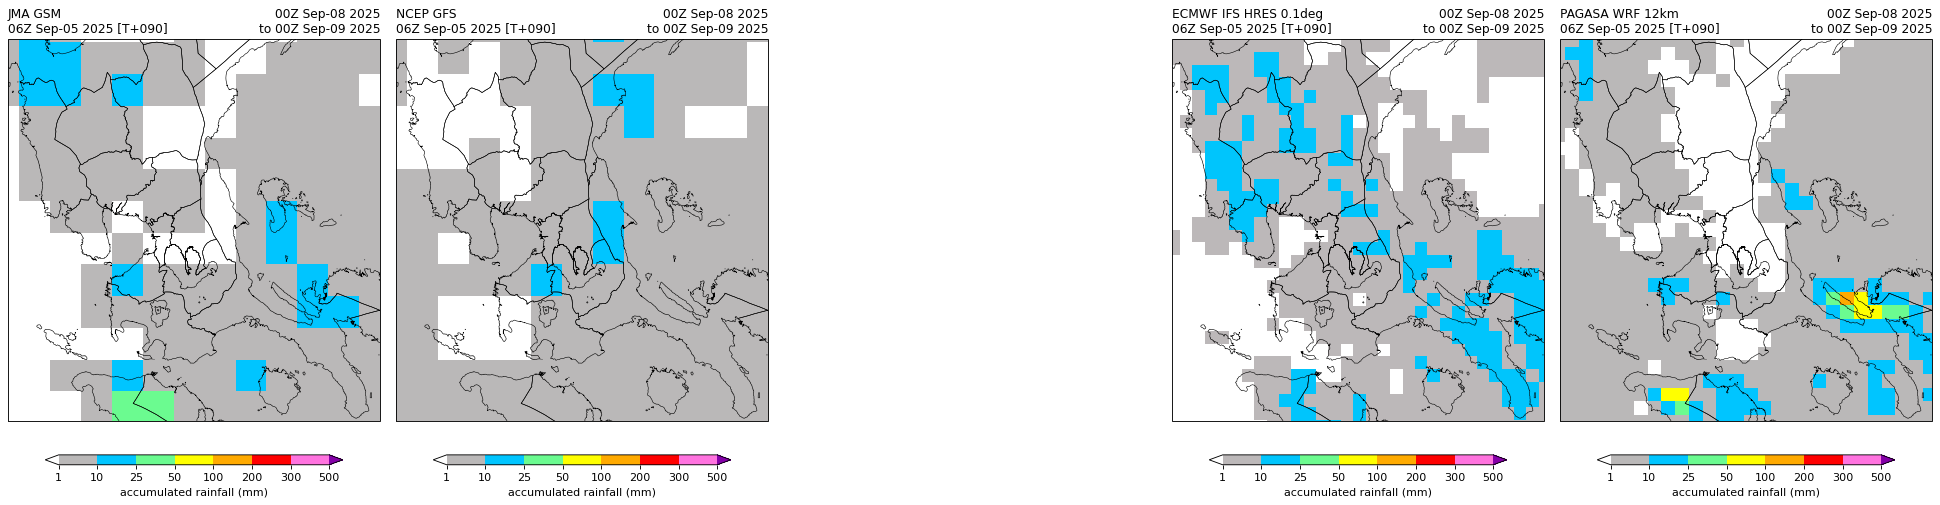 JMA GSM 00Z Sep-08 2025
06Z Sep-05 2025 [T+090] to 00Z Sep-09 2025
NCEP GFS 00Z Sep-08 2025
06Z Sep-05 2025 [T+090] to 00Z Sep-09 2025
ECMWF IFS HRES 0.1deg 00Z Sep-08 2025
06Z Sep-05 2025 [T+090] to 00Z Sep-09 2025
PAGASA WRF 12km 00Z Sep-08 2025
06Z Sep-05 2025 [T+090] to 00Z Sep-09 2025
1 10 25 50 100 200 300 500
accumulated rainfall (mm)
1 10 25 50 100 200 300 500
accumulated rainfall (mm)
1 10 25 50 100 200 300 500
accumulated rainfall (mm)
1 10 25 50 100 200 300 500
accumulated rainfall (mm)